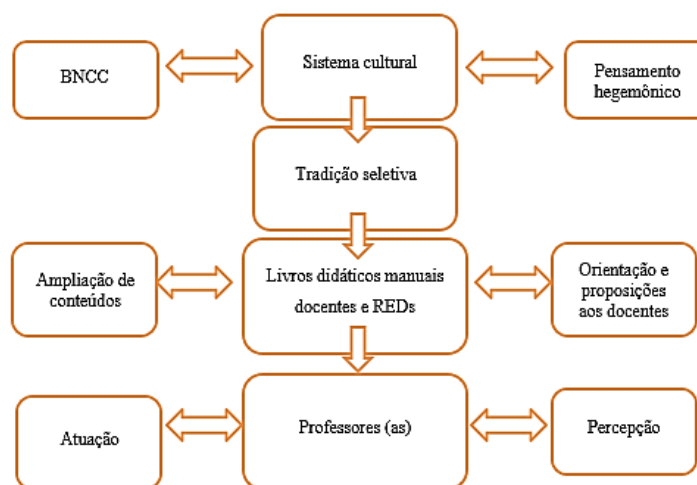 BNCC
Sistema cultural
Pensamento
hegemônico
Tradição seletiva
Ampliação de
conteúdos
Livros didáticos manuais
docentes e REDs
Orientação e
proposições
aos docentes
Atuação
Professores (as)
Percepção